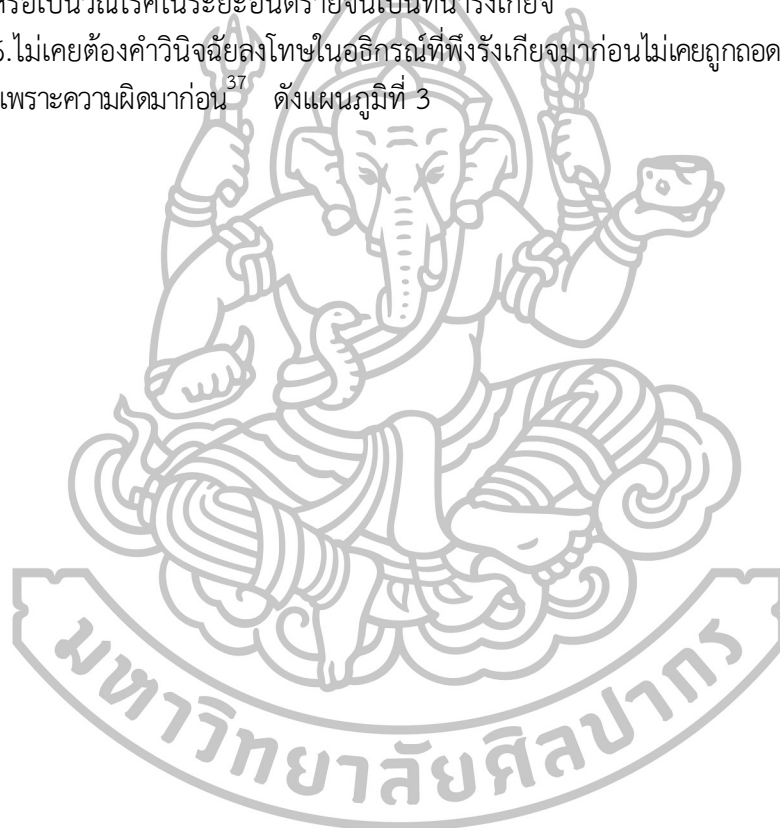 หรือเป็นวัณโรคในระยะอันตรายจนเป็นที่น่ารังเกียจ
.ไม่เคยต้องคำวินิจฉัยลงโทษในอธิกรณ์ที่พึงรังเกียจมาก่อนไม่เคยถูกถอด
เพราะความผิดมาก่อน37 ดังแผนภูมิที่ 3
มหาวิทยาลัยศิลปากร